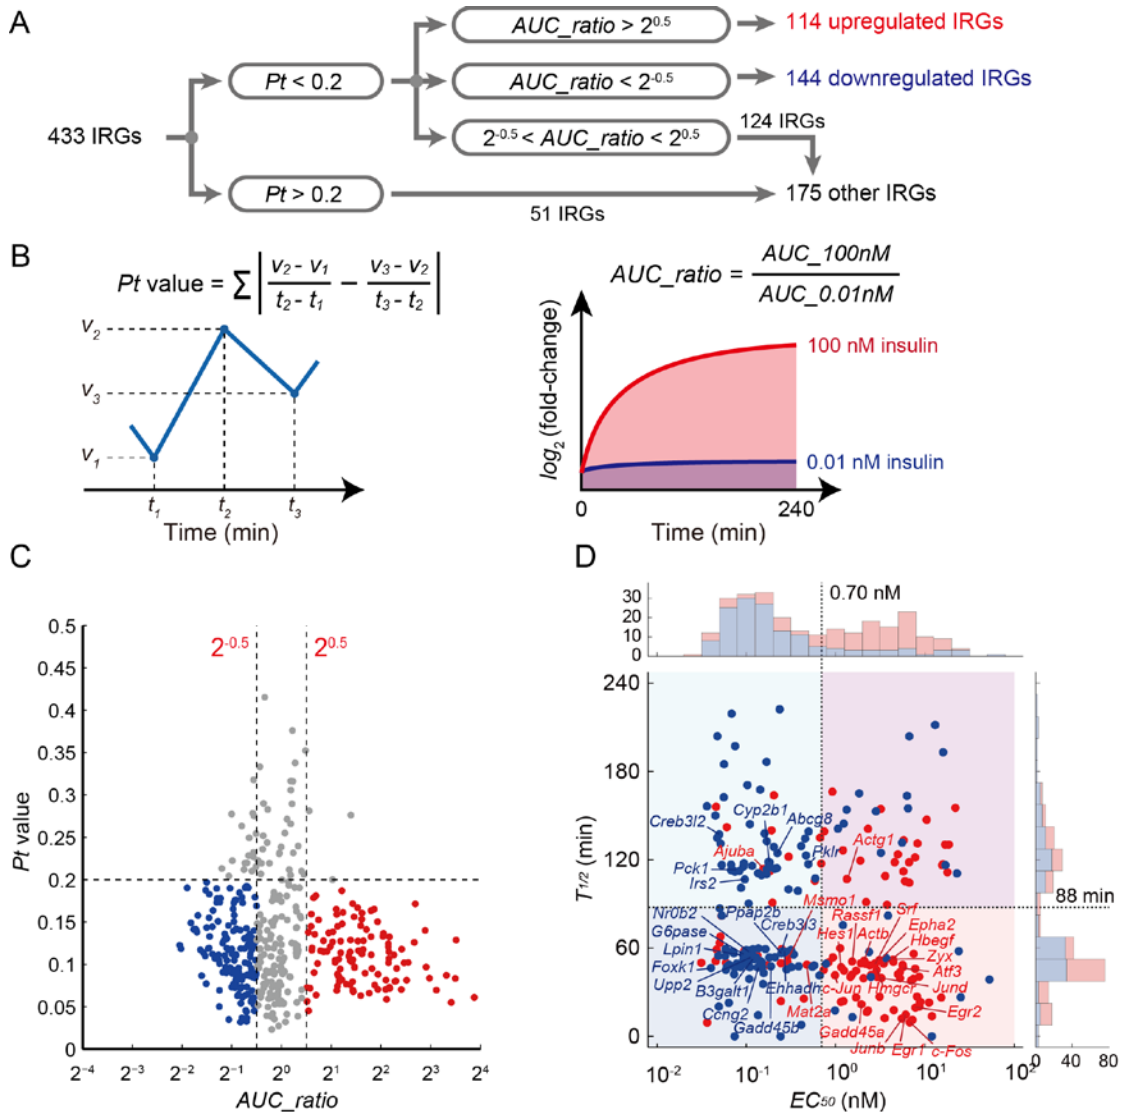 A
AUC_ratio > 2^0.5
114 upregulated IRGs
Pt < 0.2
AUC_ratio < 2^-0.5
144 downregulated IRGs
433 IRGs
2^-0.5 < AUC_ratio < 2^0.5
124 IRGs
Pt > 0.2
175 other IRGs
51 IRGs
B
Pt value = Σ | (v2 - v1)/(t2 - t1) − (v3 - v2)/(t3 - t2) |
v2
v3
v1
t1 t2 t3
Time (min)
AUC_ratio = AUC_100nM / AUC_0.01nM
log2 (fold-change)
100 nM insulin
0.01 nM insulin
0 240
Time (min)
C
2^-0.5 2^0.5
0.5
0.45
0.4
0.35
0.3
0.25
0.2
0.15
0.1
0.05
0
Pt value
2^-4 2^-3 2^-2 2^-1 2^0 2^1 2^2 2^3 2^4
AUC_ratio
D
30
20
10
0
0.70 nM
240
180
120
60
0
T1/2 (min)
Cyp2b1
Abcg8
Creb3l2
Ajuba
Pklr
Actg1
Pck1
Irs2
88 min
Msmo1
Nr0b2
Ppap2b
Rassf1
Srf
G6pase
Creb3l3
Hes1
Actb
Epha2
Lpin1
Hbegf
Zyx
Foxk1
Atf3
Upp2
Ehhadh
c-Jun
Hmgcr
Jund
B3galt1
Mat2a
Egr2
Ccng2
Gadd45b
Gadd45a
Junb
Egr1
c-Fos
10^-2 10^-1 10^0 10^1 10^2
EC50 (nM)
0 40 80